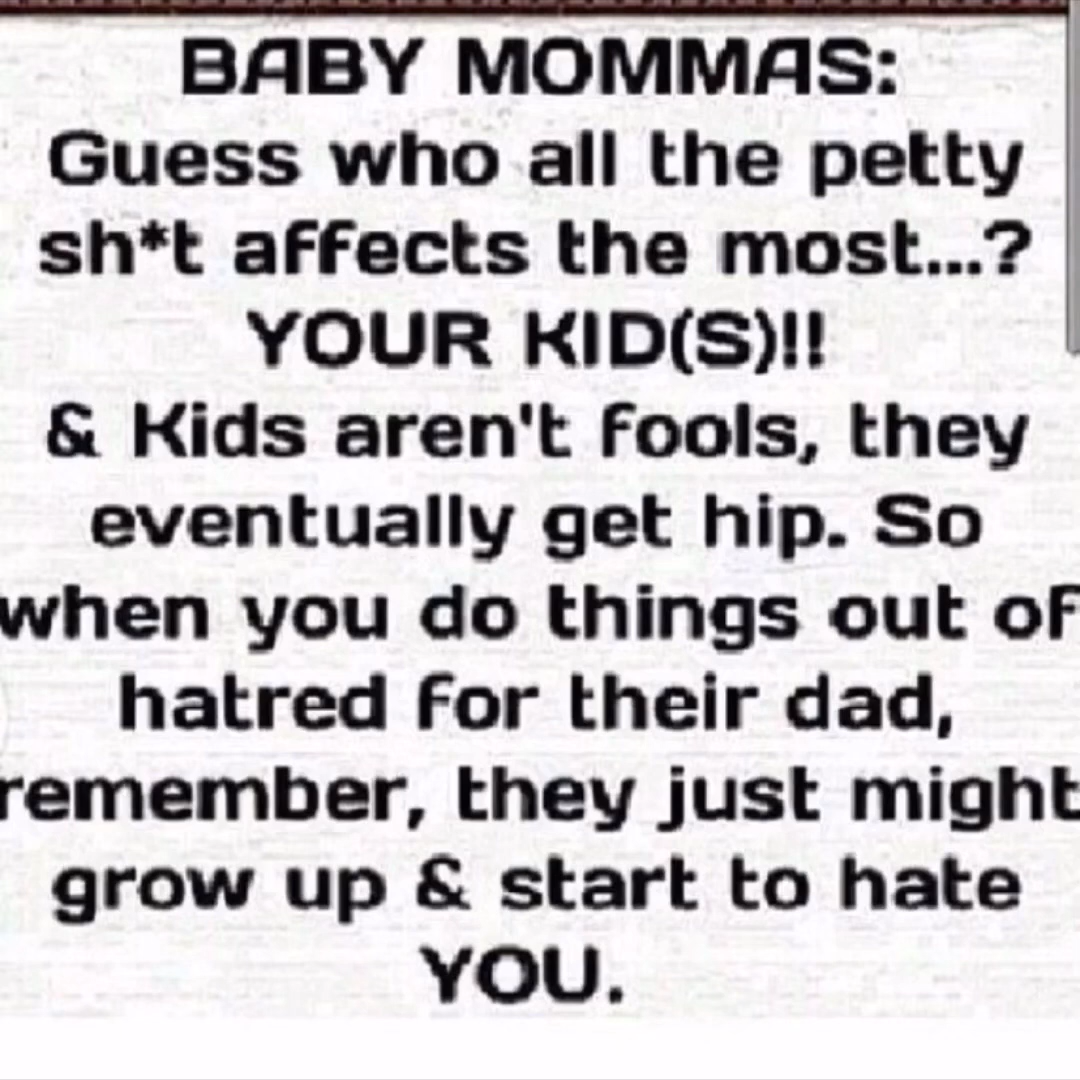 BABY MOMMAS:
Guess who all the petty
sh*t affects the most...?
YOUR KID(S)!!
& Kids aren't fools, they
eventually get hip. So
when you do things out of
hatred for their dad,
remember, they just might
grow up & start to hate
YOU.